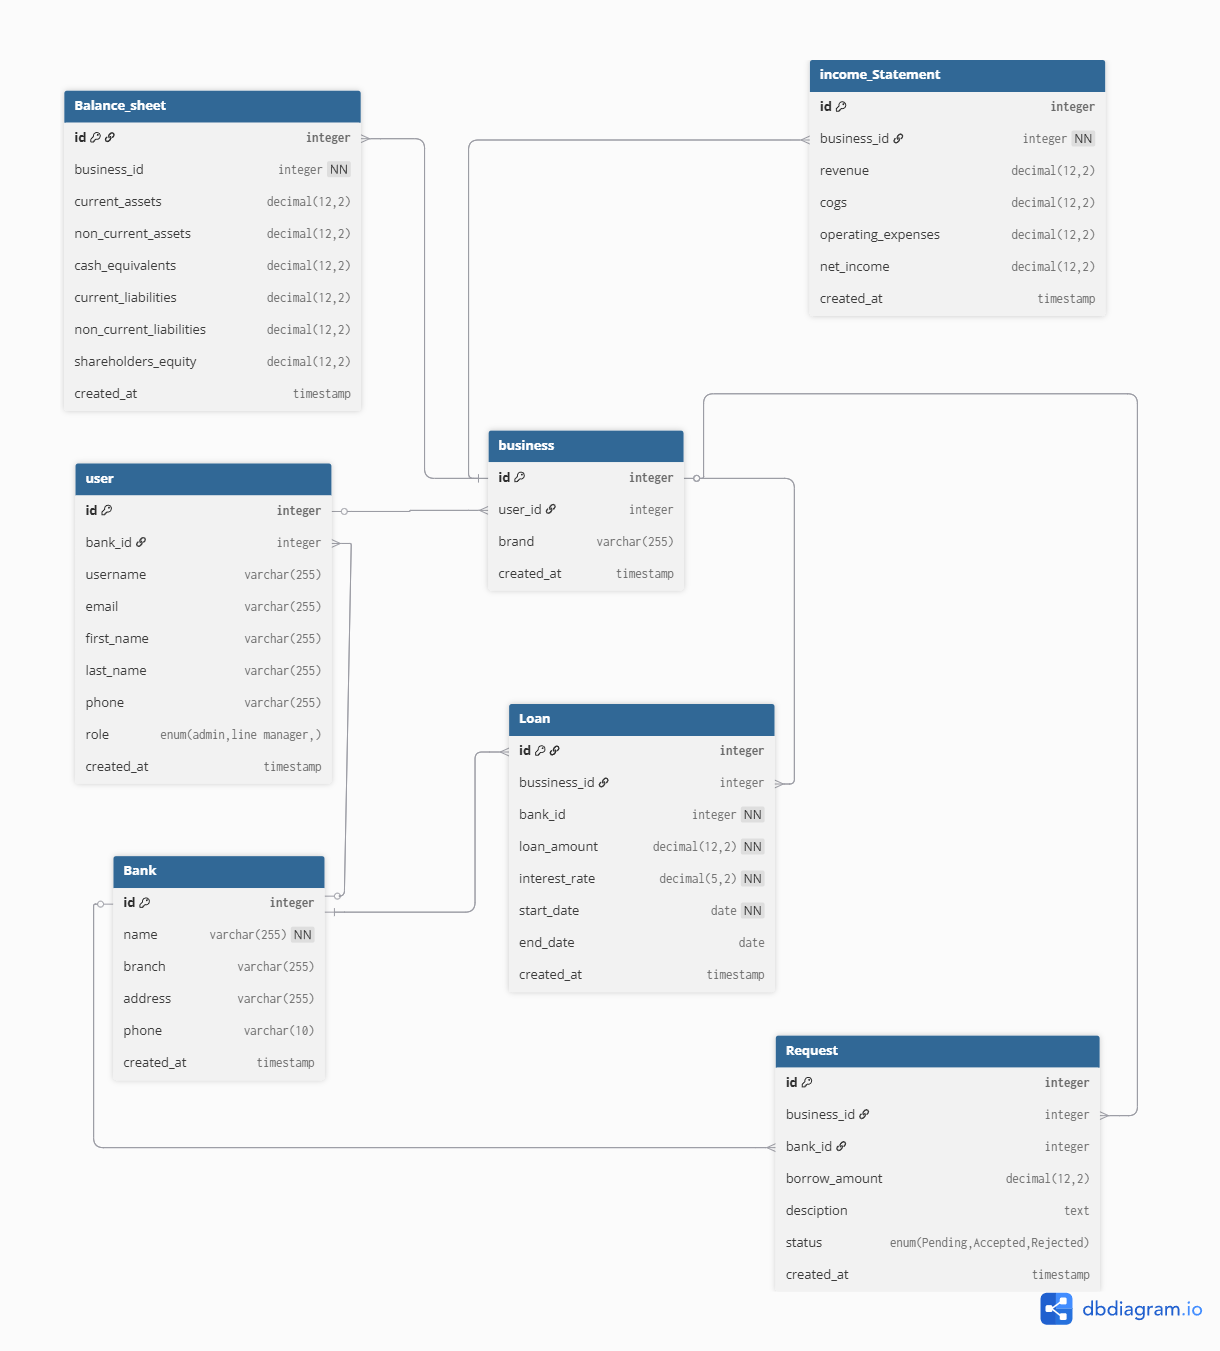 Balance_sheet
id integer
business_id integer NN
current_assets decimal(12,2)
non_current_assets decimal(12,2)
cash_equivalents decimal(12,2)
current_liabilities decimal(12,2)
non_current_liabilities decimal(12,2)
shareholders_equity decimal(12,2)
created_at timestamp
income_Statement
id integer
business_id integer NN
revenue decimal(12,2)
cogs decimal(12,2)
operating_expenses decimal(12,2)
net_income decimal(12,2)
created_at timestamp
user
id integer
bank_id integer
username varchar(255)
email varchar(255)
first_name varchar(255)
last_name varchar(255)
phone varchar(255)
role enum(admin,line manager,)
created_at timestamp
business
id integer
user_id integer
brand varchar(255)
created_at timestamp
Loan
id integer
bussiness_id integer
bank_id integer NN
loan_amount decimal(12,2) NN
interest_rate decimal(5,2) NN
start_date date NN
end_date date
created_at timestamp
Bank
id integer
name varchar(255) NN
branch varchar(255)
address varchar(255)
phone varchar(10)
created_at timestamp
Request
id integer
business_id integer
bank_id integer
borrow_amount decimal(12,2)
desciption text
status enum(Pending,Accepted,Rejected)
created_at timestamp
dbdiagram.io